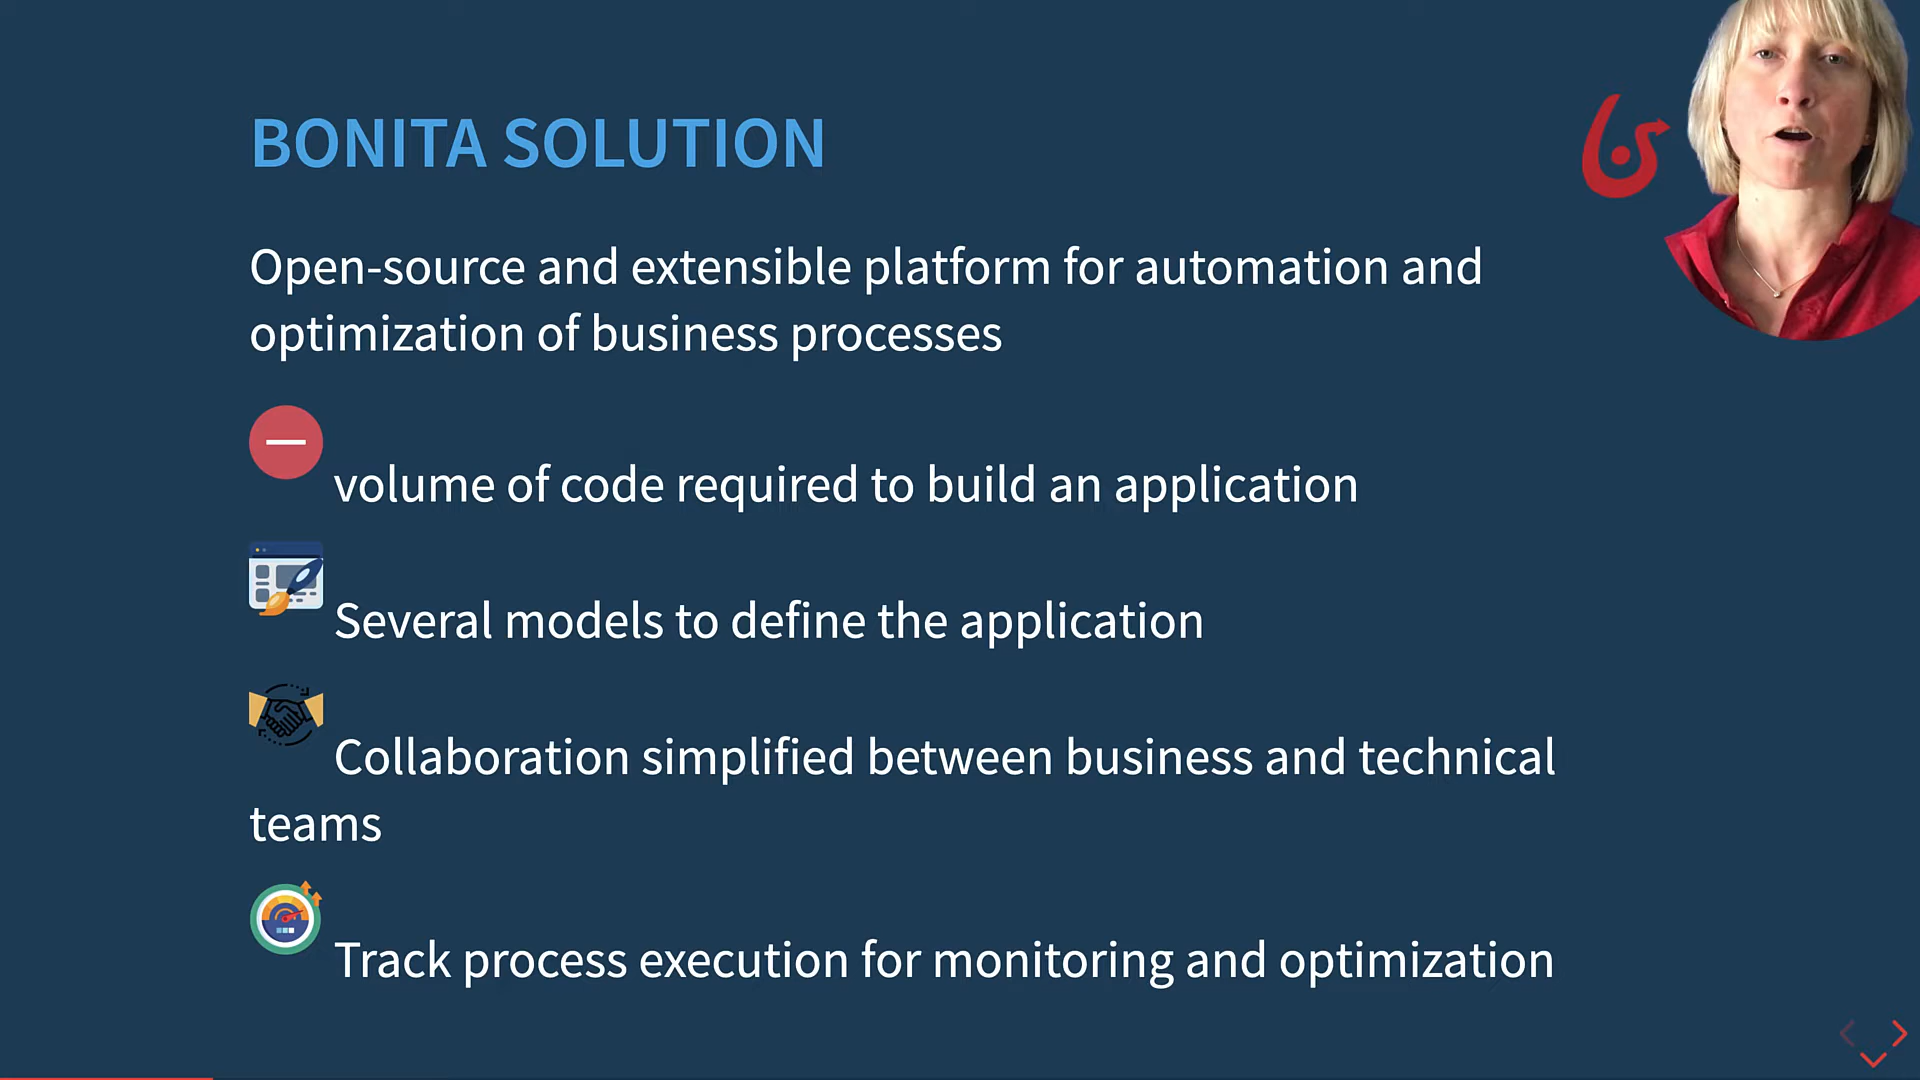 BONITA SOLUTION
Open-source and extensible platform for automation and
optimization of business processes
volume of code required to build an application
Several models to define the application
Collaboration simplified between business and technical
teams
Track process execution for monitoring and optimization